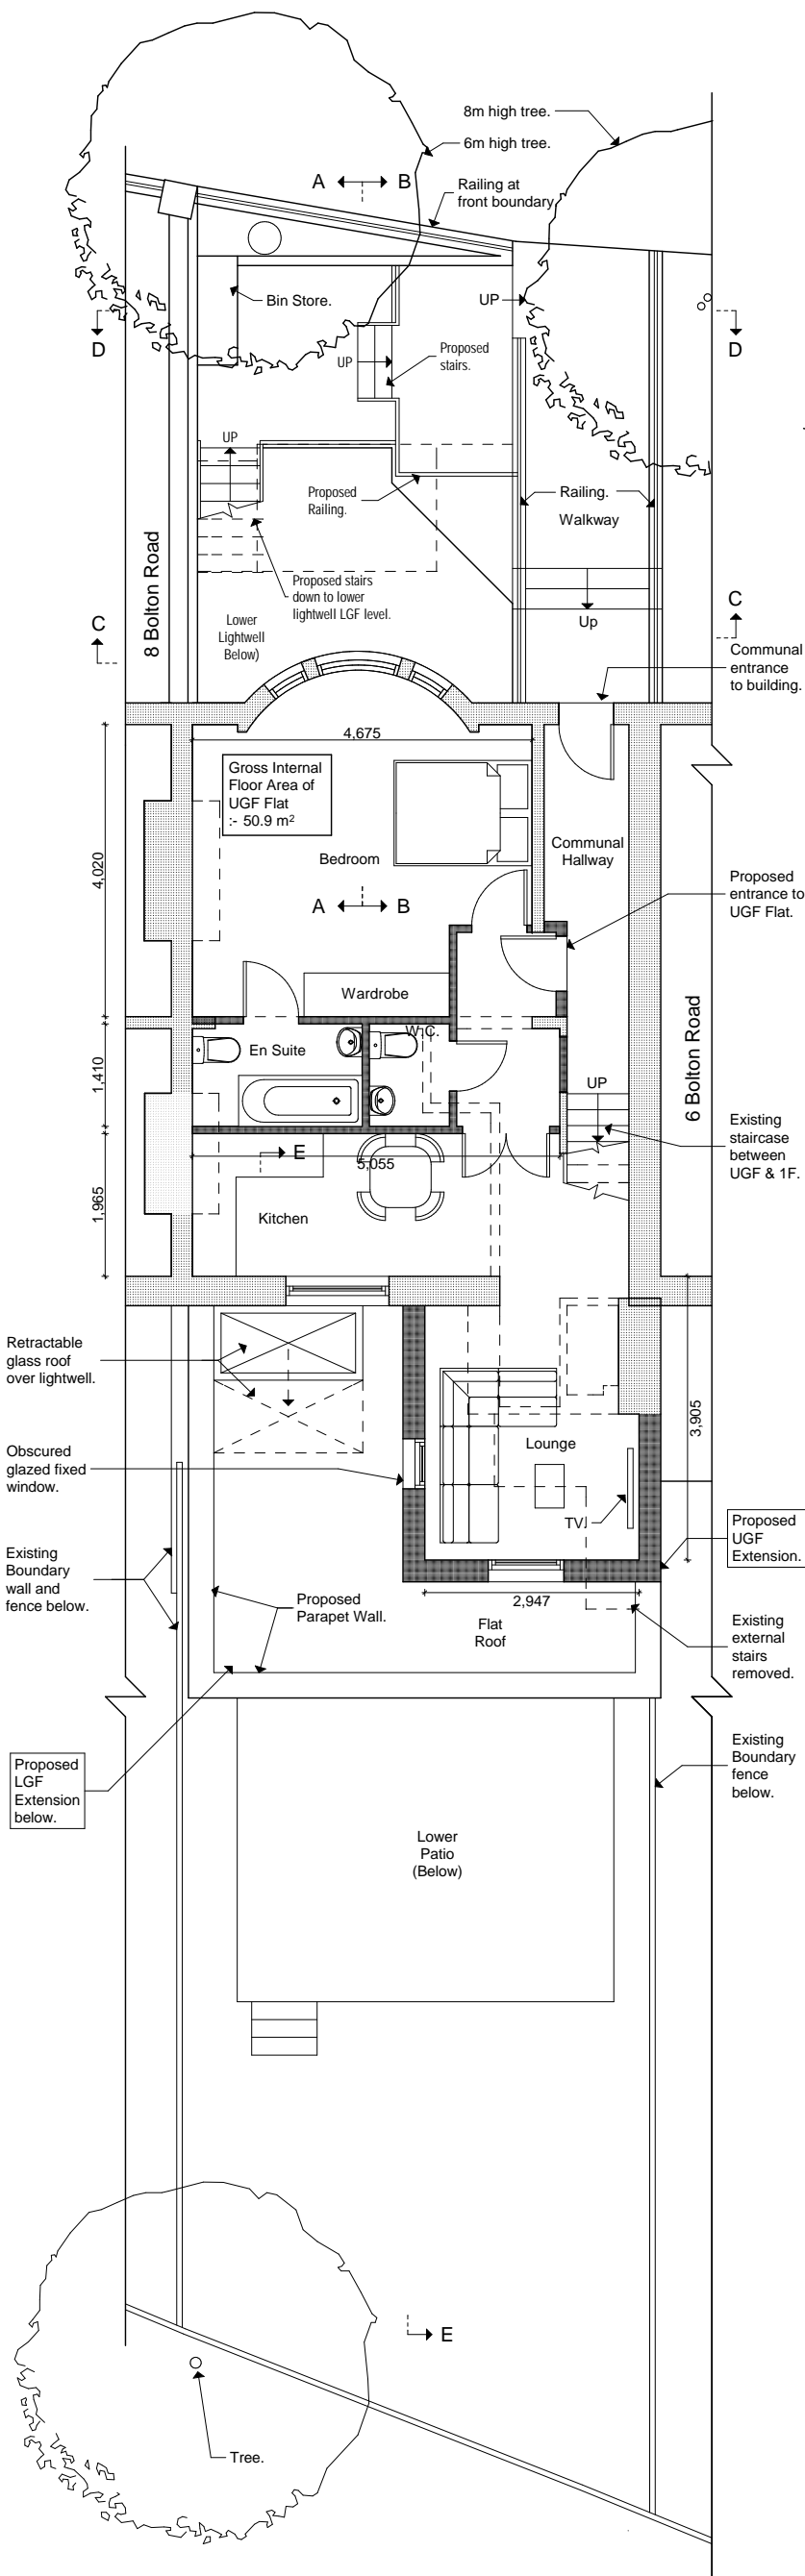 8m high tree.
6m high tree.
A
B
Railing at
front boundary
Bin Store.
UP
D
D
UP
Proposed
stairs.
UP
Proposed
Railing.
Railing.
Walkway
8 Bolton Road
Proposed stairs
down to lower
lightwell LGF level.
Lower
Lightwell
Below)
C
C
Up
Communal
entrance
to building.
4,675
Gross Internal
Floor Area of
UGF Flat
:- 50.9 m²
Bedroom
Communal
Hallway
4,020
A
B
Proposed
entrance to
UGF Flat.
Wardrobe
6 Bolton Road
W.C.
En Suite
1,410
UP
Existing
staircase
between
UGF & 1F.
E
5,055
1,965
Kitchen
Retractable
glass roof
over lightwell.
3,905
Lounge
Obscured
glazed fixed
window.
TV.
Proposed
UGF
Extension.
Existing
Boundary
wall and
fence below.
Proposed
Parapet Wall.
2,947
Flat
Roof
Existing
external
stairs
removed.
Proposed
LGF
Extension
below.
Existing
Boundary
fence
below.
Lower
Patio
(Below)
E
Tree.